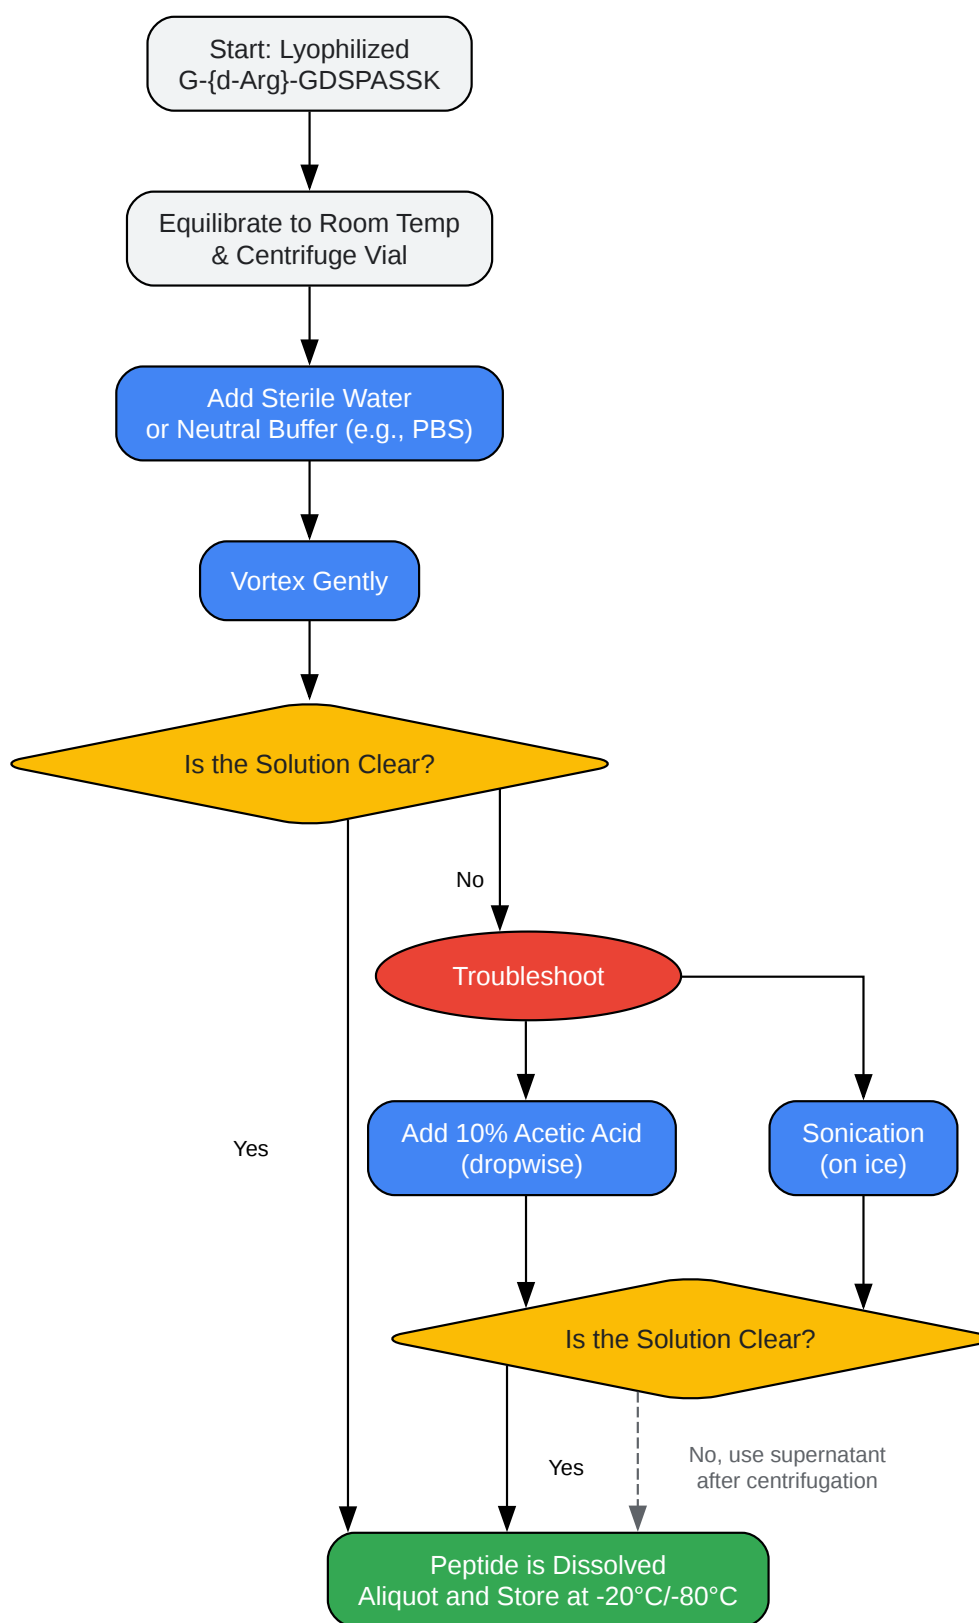 Start: Lyophilized
G-{d-Arg}-GDSPASSK
Equilibrate to Room Temp
& Centrifuge Vial
Add Sterile Water
or Neutral Buffer (e.g., PBS)
Vortex Gently
Is the Solution Clear?
No
Troubleshoot
Yes
Add 10% Acetic Acid
(dropwise)
Sonication
(on ice)
Is the Solution Clear?
Yes
No, use supernatant
after centrifugation
Peptide is Dissolved
Aliquot and Store at -20°C/-80°C